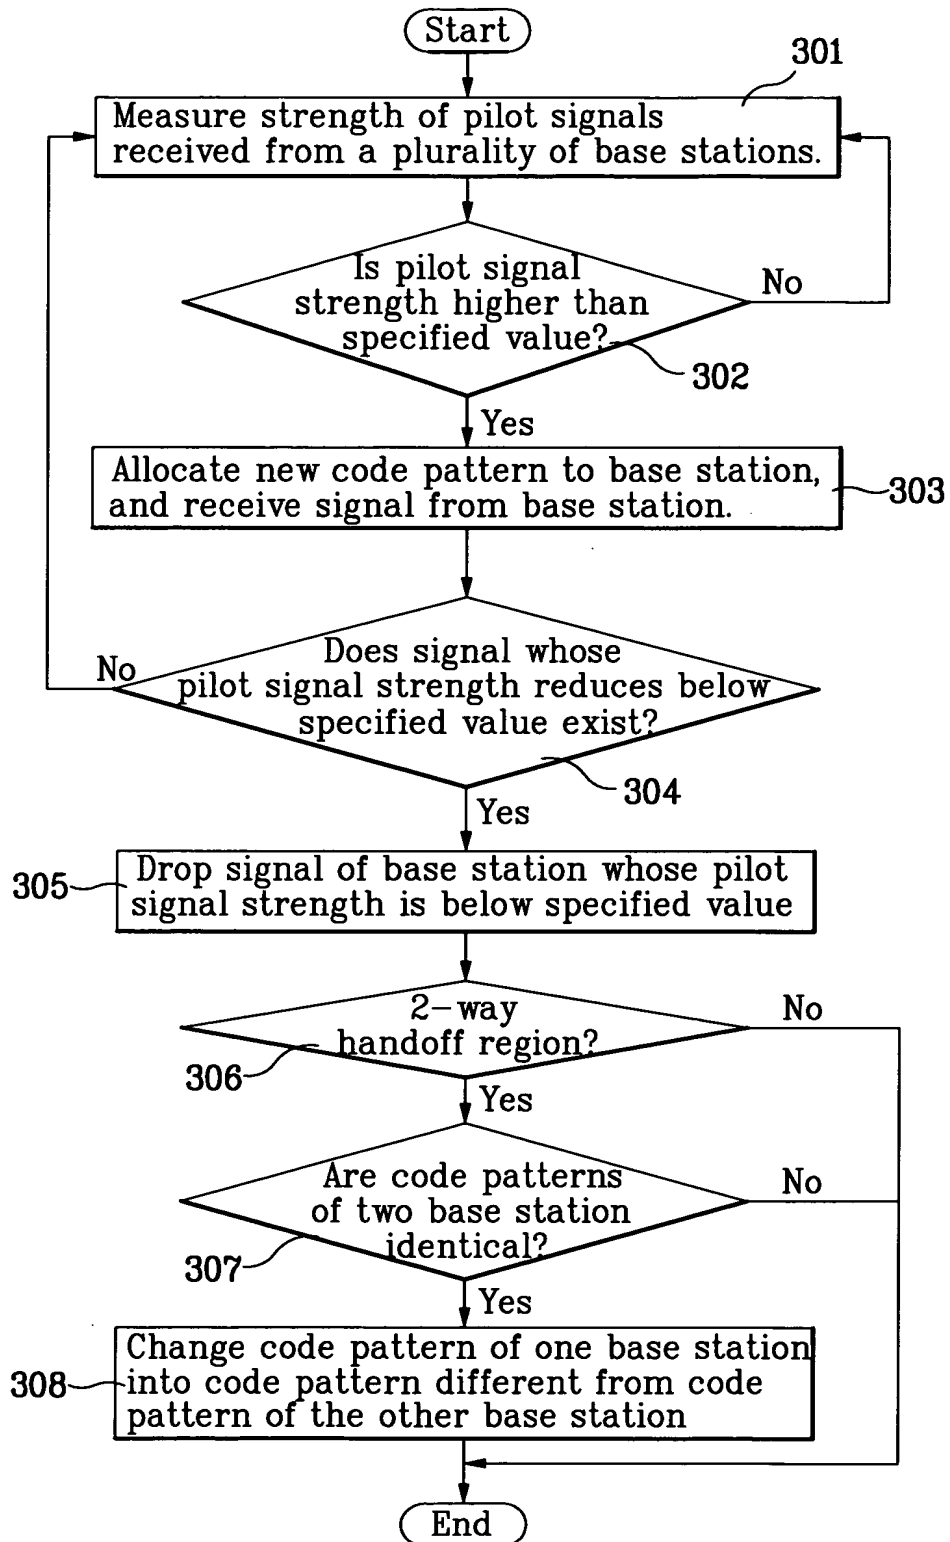 Start
301
Measure strength of pilot signals
received from a plurality of base stations.
Is pilot signal
strength higher than
specified value?
No
302
Yes
Allocate new code pattern to base station,
and receive signal from base station.
303
Does signal whose
No
pilot signal strength reduces below
specified value exist?
304
Yes
305
Drop signal of base station whose pilot
signal strength is below specified value
2-way
handoff region?
No
306
Yes
Are code patterns
of two base station
identical?
No
307
Yes
308
Change code pattern of one base station
into code pattern different from code
pattern of the other base station
End